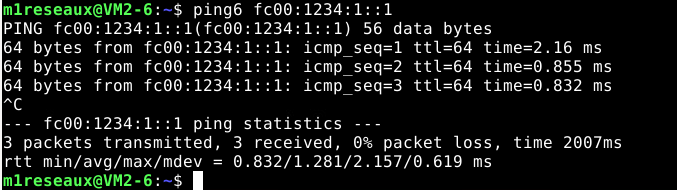 m1reseaux@VM2-6:~$ ping6 fc00:1234:1::1
PING fc00:1234:1::1(fc00:1234:1::1) 56 data bytes
64 bytes from fc00:1234:1::1: icmp_seq=1 ttl=64 time=2.16 ms
64 bytes from fc00:1234:1::1: icmp_seq=2 ttl=64 time=0.855 ms
64 bytes from fc00:1234:1::1: icmp_seq=3 ttl=64 time=0.832 ms
^C
--- fc00:1234:1::1 ping statistics ---
3 packets transmitted, 3 received, 0% packet loss, time 2007ms
rtt min/avg/max/mdev = 0.832/1.281/2.157/0.619 ms
m1reseaux@VM2-6:~$